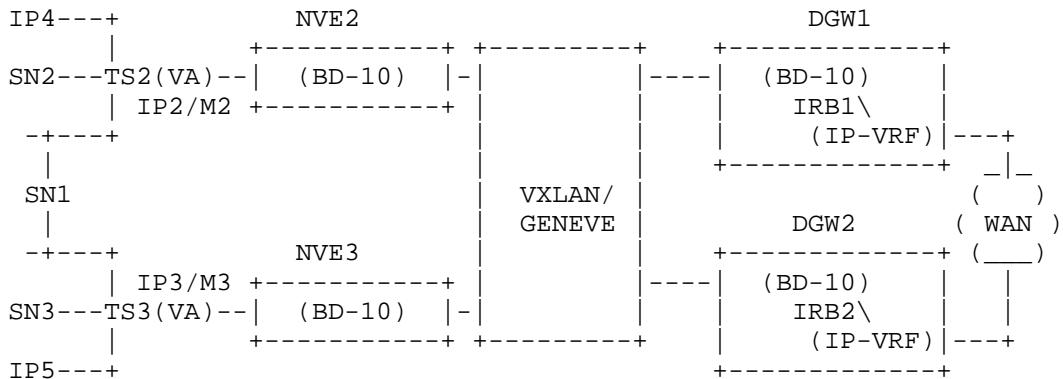 IP4---+           NVE2                            DGW1
      |       +-----------+ +---------+    +-------------+
SN2---TS2(VA)--|  (BD-10)  |-|         |----|  (BD-10)    |
      | IP2/M2 +-----------+ |         |    |    IRB1\    |
 -+---+                      |         |    |     (IP-VRF)|---+
  |                          |         |    +-------------+  _|_
 SN1                         |  VXLAN/ |                    (   )
  |                          |  GENEVE |         DGW2      ( WAN )
 -+---+           NVE3       |         |    +-------------+ (___)
      | IP3/M3 +-----------+ |         |----|  (BD-10)    |   |
SN3---TS3(VA)--|  (BD-10)  |-|         |    |    IRB2\    |   |
      |        +-----------+ +---------+    |     (IP-VRF)|---+
IP5---+                                     +-------------+